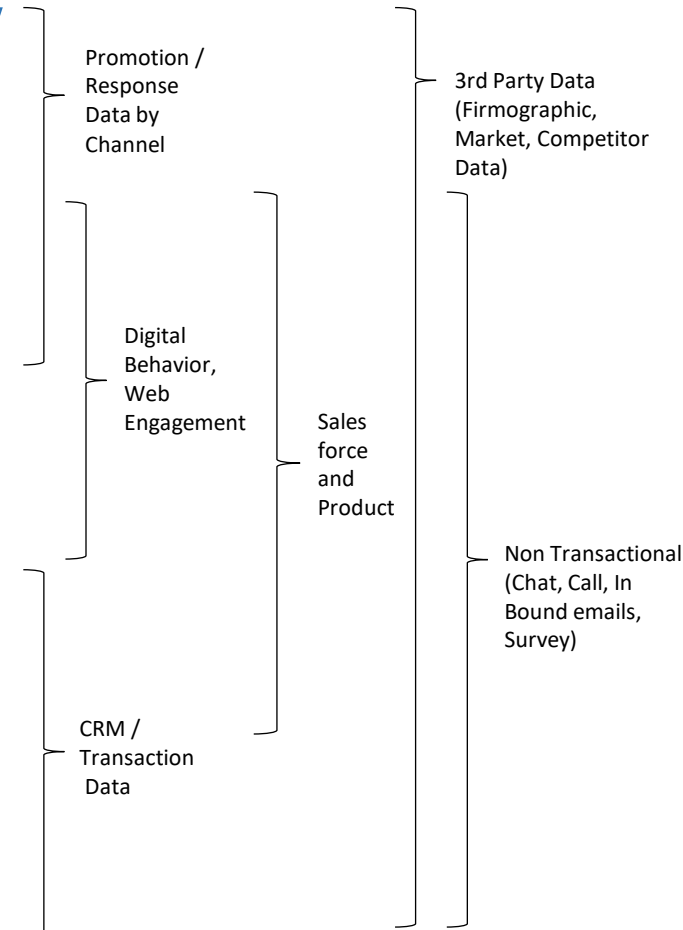 Promotion /
Response
Data by
Channel
3rd Party Data
(Firmographic,
Market, Competitor
Data)
Digital
Behavior,
Web
Engagement
Sales
force
and
Product
Non Transactional
(Chat, Call, In
Bound emails,
Survey)
CRM /
Transaction
Data